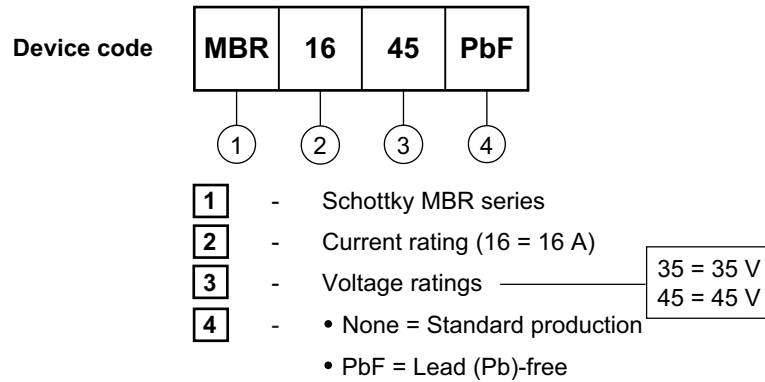 Device code MBR 16 45 PbF
1 2 3 4
1 - Schottky MBR series
2 - Current rating (16 = 16 A)
3 - Voltage ratings
35 = 35 V
45 = 45 V
4 - • None = Standard production
• PbF = Lead (Pb)-free